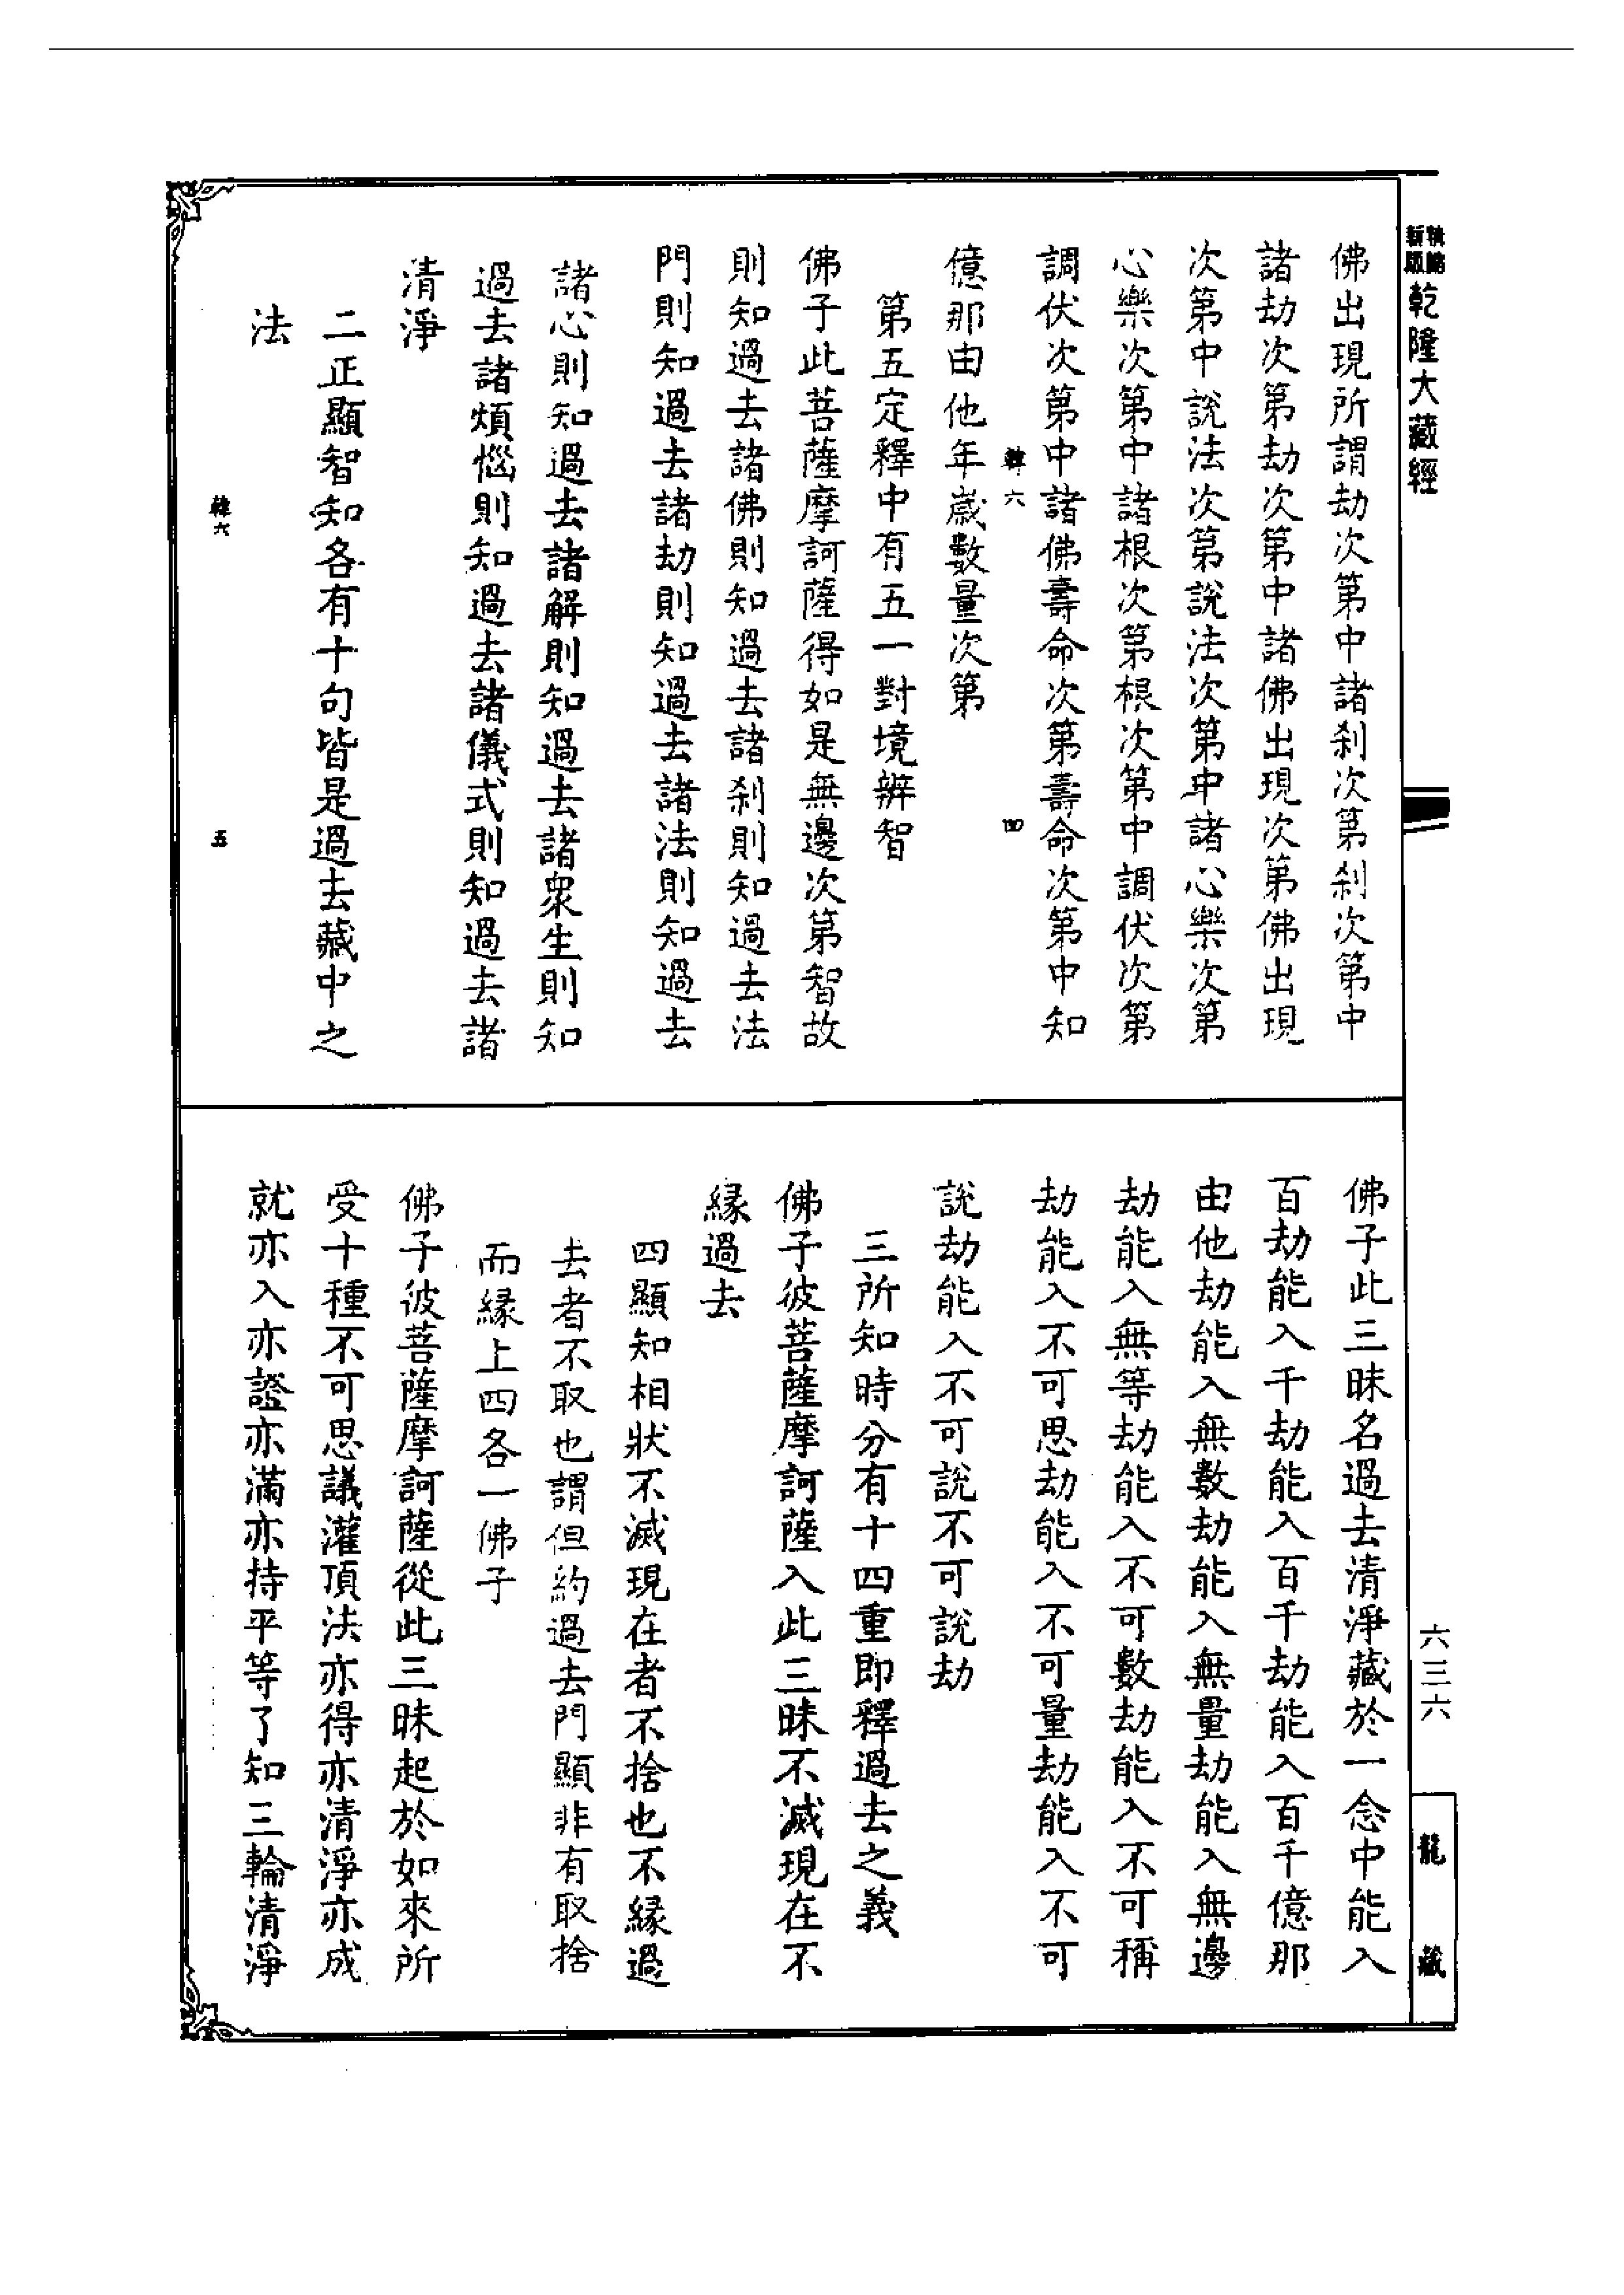 新版
乾隆大藏經
佛出現所謂劫次第中諸刹次第刹次第中
諸劫次第劫次第中諸佛出現次第佛出現
次第中說法次第說法次第中諸心樂次第
心樂次第中諸根次第根次第中調伏次第
調伏次第中諸佛壽命次第壽命次第中知
韓六
四
億那由他年歲數量次第
第五定釋中有五一對境辨智
佛子此菩薩摩訶薩得如是無邊次第智故
則知過去諸佛則知過去諸刹則知過去法
門則知過去諸劫則知過去諸法則知過去
諸心則知過去諸解則知過去諸衆生則知
過去諸煩惱則知過去諸儀式則知過去諸
清淨
二正顯智知各有十句皆是過去藏中之
法
韓六
五
佛子此三昧名過去清淨藏於一念中能入
百劫能入千劫能入百千劫能入百千億那
由他劫能入無數劫能入無量劫能入無邊
劫能入無等劫能入不可數劫能入不可稱
劫能入不可思劫能入不可量劫能入不可
說劫能入不可說不可說劫
三所知時分有十四重即釋過去之義
佛子彼菩薩摩訶薩入此三昧不滅現在不
縁過去
四顯知相狀不滅現在者不捨也不縁過
去者不取也謂但約過去門顯非有取捨
而縁上四各一佛子
佛子彼菩薩摩訶薩從此三昧起於如來所
受十種不可思議灌頂法亦得亦清淨亦成
就亦入亦證亦滿亦持平等了知三輪清淨
六三六
龍藏